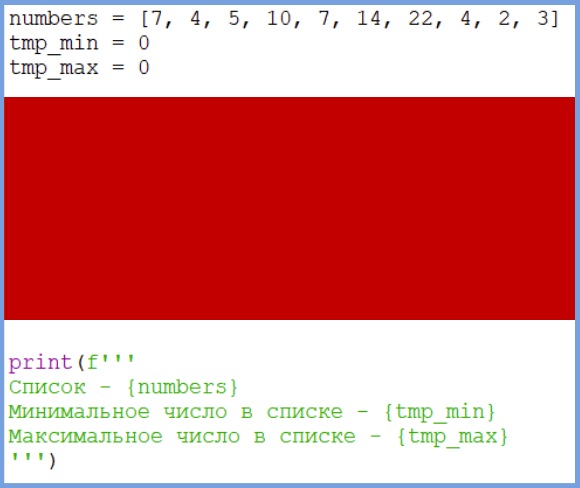 numbers = [7, 4, 5, 10, 7, 14, 22, 4, 2, 3]
tmp_min = 0
tmp_max = 0
print(f'''
Список - {numbers}
Минимальное число в списке - {tmp_min}
Максимальное число в списке - {tmp_max}
''')